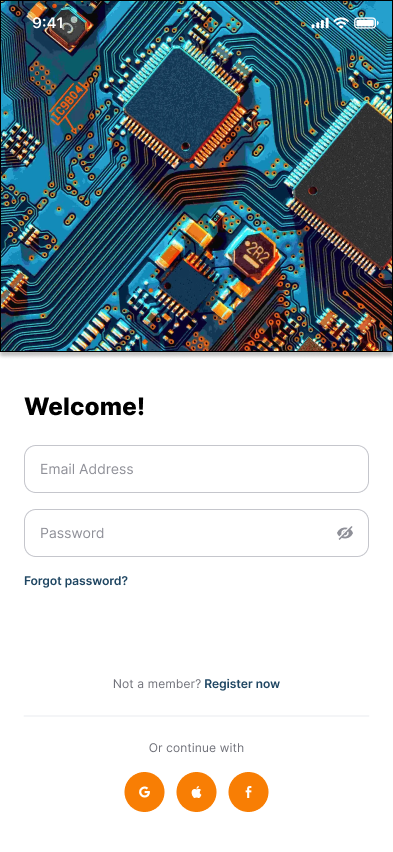 9:41
TC9804
2R2
Welcome!
Email Address
Password
Forgot password?
Not a member? Register now
Or continue with
G
f